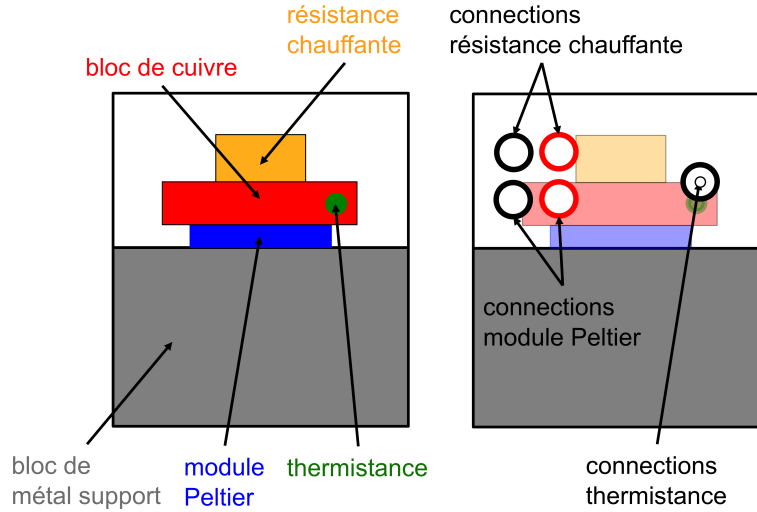 résistance
chauffante
bloc de cuivre
connections
résistance chauffante
connections
module Peltier
bloc de
métal support
module
Peltier
thermistance
connections
thermistance